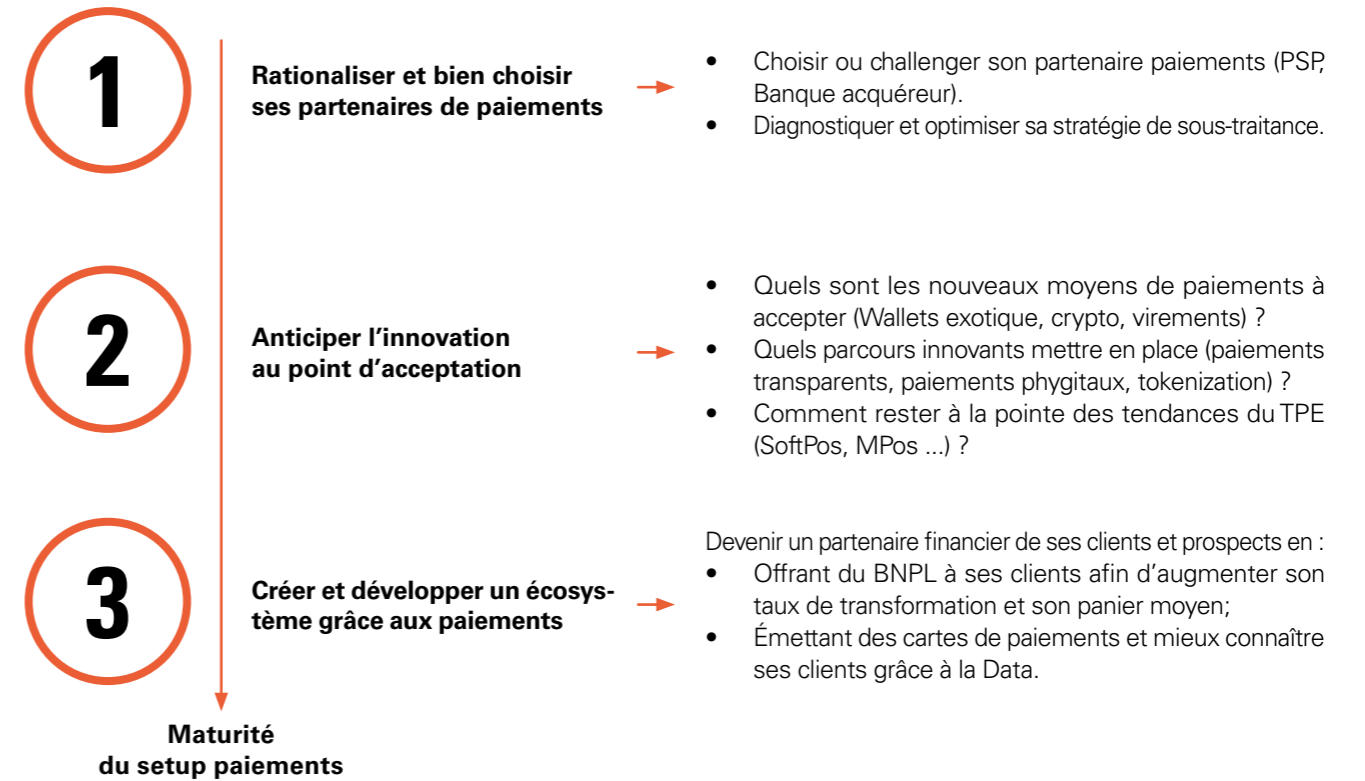 1
Rationaliser et bien choisir
ses partenaires de paiements
• Choisir ou challenger son partenaire paiements (PSP,
Banque acquéreur).
• Diagnostiquer et optimiser sa stratégie de sous-traitance.
2
Anticiper l’innovation
au point d’acceptation
• Quels sont les nouveaux moyens de paiements à
accepter (Wallets exotique, crypto, virements) ?
• Quels parcours innovants mettre en place (paiements
transparents, paiements phygitaux, tokenization) ?
• Comment rester à la pointe des tendances du TPE
(SoftPos, MPos ...) ?
3
Créer et développer un écosys-
tème grâce aux paiements
Devenir un partenaire financier de ses clients et prospects en :
• Offrant du BNPL à ses clients afin d’augmenter son
taux de transformation et son panier moyen;
• Émettant des cartes de paiements et mieux connaître
ses clients grâce à la Data.
Maturité
du setup paiements